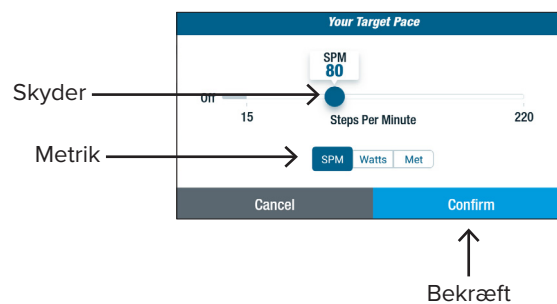 Your Target Pace
SPM
80
Skyder
Off
15
Steps Per Minute
220
Metrik
SPM Watts Met
Cancel
Confirm
Bekræft